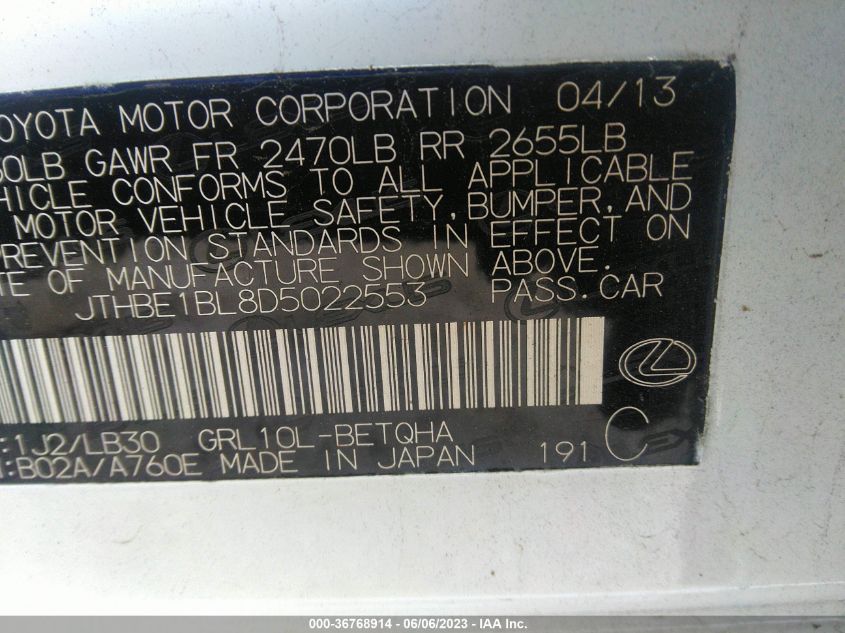 OYOTA MOTOR CORPORATION 04/13
50LB GAWR FR 2470LB RR 2655LB
HICLE CONFORMS TO ALL APPLICABLE
MOTOR VEHICLE SAFETY, BUMPER, AND
REVENTION STANDARDS IN EFFECT ON
TE OF MANUFACTURE SHOWN ABOVE.
JTHBE1BL8D5022553 PASS.CAR
:1J2/LB30 GRL10L-BETQHA
:B02A/A760E MADE IN JAPAN 191 C
000-36768914 - 06/06/2023 - IAA Inc.